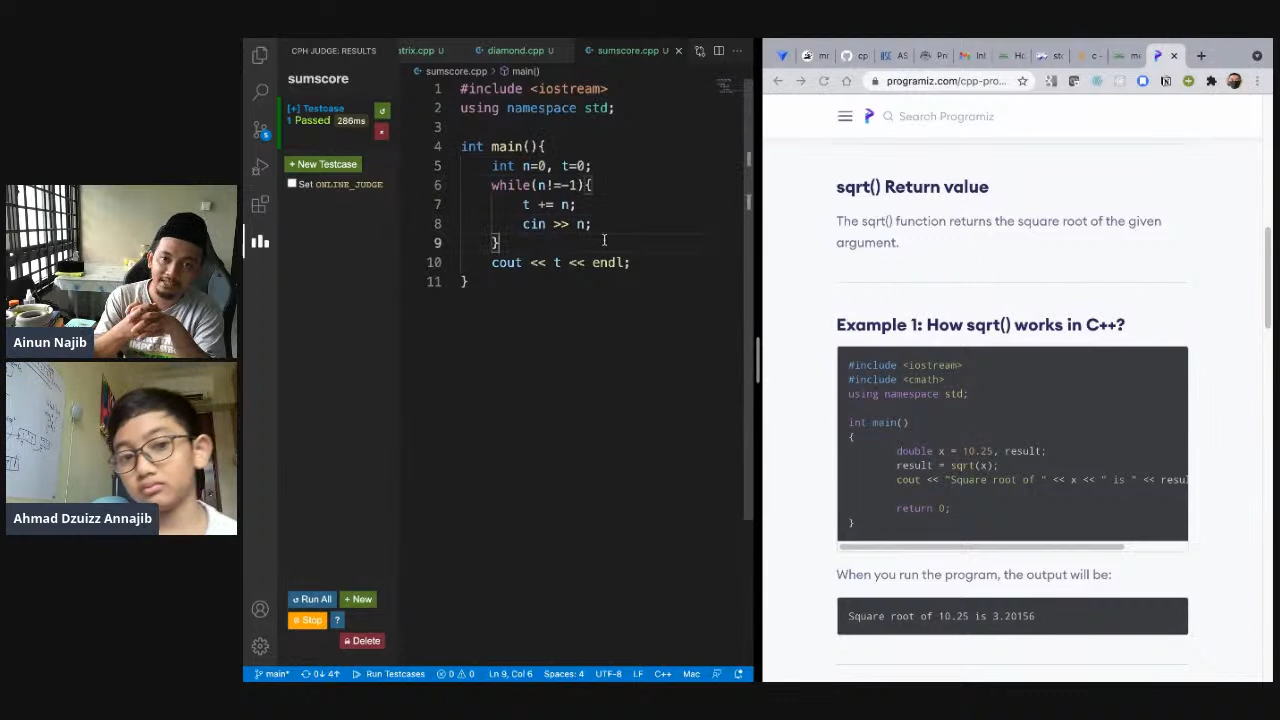 Ainun Najib
Ahmad Dzuizz Annajib
CPH JUDGE: RESULTS
sumscore
[+] Testcase
1 Passed 286ms
+ New Testcase
Set ONLINE_JUDGE
↺ Run All
+ New
Stop
?
Delete
atrix.cpp U
diamond.cpp U
sumscore.cpp U
sumscore.cpp > main()
1 #include <iostream>
2 using namespace std;
3
4 int main(){
5 int n=0, t=0;
6 while(n!=-1){
7 t += n;
8 cin >> n;
9 }
10 cout << t << endl;
11 }
main* 0↓ 4↑ Run Testcases 0 0 Ln 9, Col 6 Spaces: 4 UTF-8 LF C++ Mac
programiz.com/cpp-pro...
Search Programiz
sqrt() Return value
The sqrt() function returns the square root of the given
argument.
Example 1: How sqrt() works in C++?
#include <iostream>
#include <cmath>
using namespace std;
int main()
{
double x = 10.25, result;
result = sqrt(x);
cout << "Square root of " << x << " is " << resul
return 0;
}
When you run the program, the output will be:
Square root of 10.25 is 3.20156